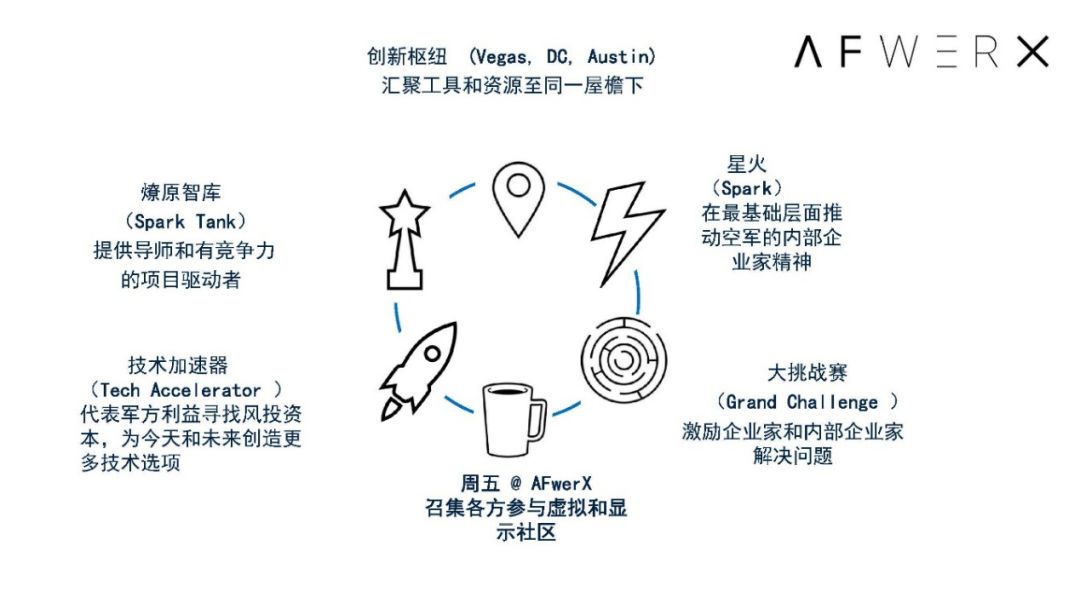 创新枢纽 (Vegas, DC, Austin)
汇聚工具和资源至同一屋檐下
AFWERX
星火
（Spark）
在最基础层面推
动空军的内部企
业家精神
大挑战赛
（Grand Challenge ）
激励企业家和内部企业家
解决问题
周五 @ AFwerX
召集各方参与虚拟和显
示社区
技术加速器
（Tech Accelerator ）
代表军方利益寻找风投资
本，为今天和未来创造更
多技术选项
燎原智库
（Spark Tank）
提供导师和有竞争力
的项目驱动者